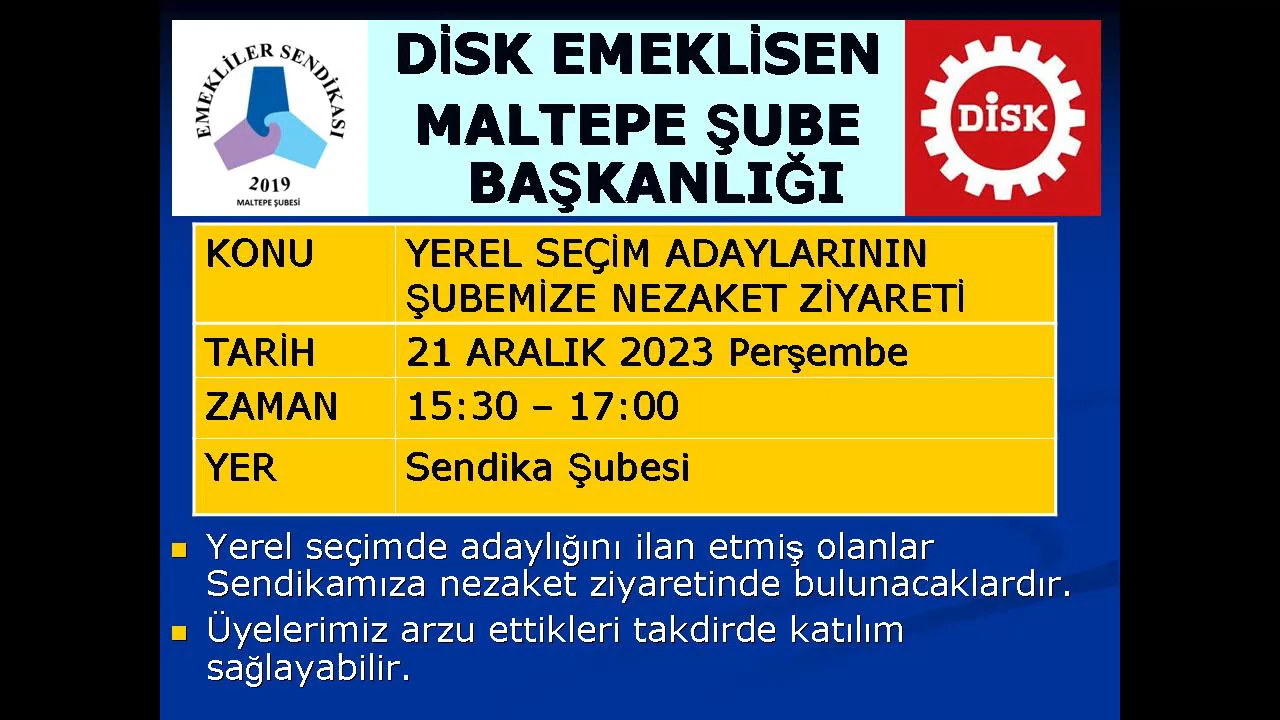 EMEKLİLER SENDİKASI
2019
MALTEPE ŞUBESİ
DİSK EMEKLİSEN
MALTEPE ŞUBE
BAŞKANLIĞI
DİSK
KONU
YEREL SEÇİM ADAYLARININ
ŞUBEMİZE NEZAKET ZİYARETİ
TARİH
21 ARALIK 2023 Perşembe
ZAMAN
15:30 – 17:00
YER
Sendika Şubesi
Yerel seçimde adaylığını ilan etmiş olanlar
Sendikamıza nezaket ziyaretinde bulunacaklardır.
Üyelerimiz arzu ettikleri takdirde katılım
sağlayabilir.